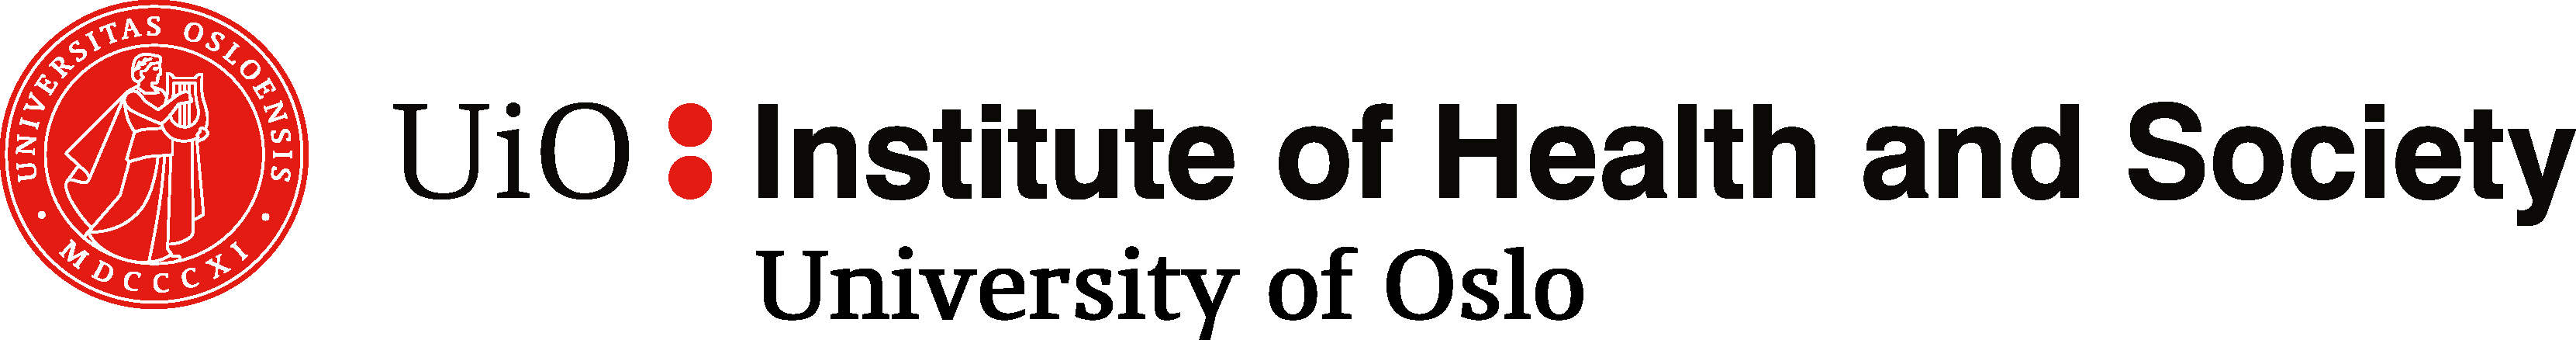 UNIVERSITAS OSLOENSIS
MDCCCXI
UiO: Institute of Health and Society
University of Oslo